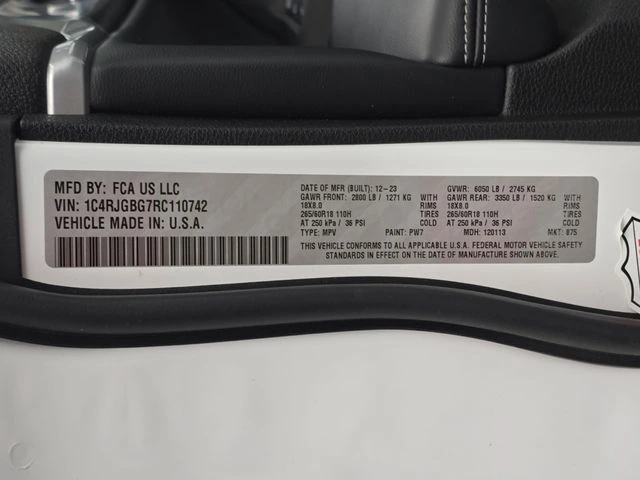 MFD BY: FCA US LLC
VIN: 1C4RJGBG7RC110742
VEHICLE MADE IN: U.S.A.
DATE OF MFR (BUILT): 12-23 GVWR: 6050 LB / 2745 KG
GAWR FRONT: 2800 LB / 1271 KG WITH GAWR REAR: 3350 LB / 1520 KG WITH
18X8.0 RIMS 18X8.0 RIMS
265/60R18 110H TIRES 265/60R18 110H TIRES
AT 250 kPa / 36 PSI COLD AT 250 kPa / 36 PSI COLD
TYPE: MPV PAINT: PW7 MDH: 120113 MKT: 875
THIS VEHICLE CONFORMS TO ALL APPLICABLE U.S.A. FEDERAL MOTOR VEHICLE SAFETY
STANDARDS IN EFFECT ON THE DATE OF MANUFACTURE SHOWN ABOVE.